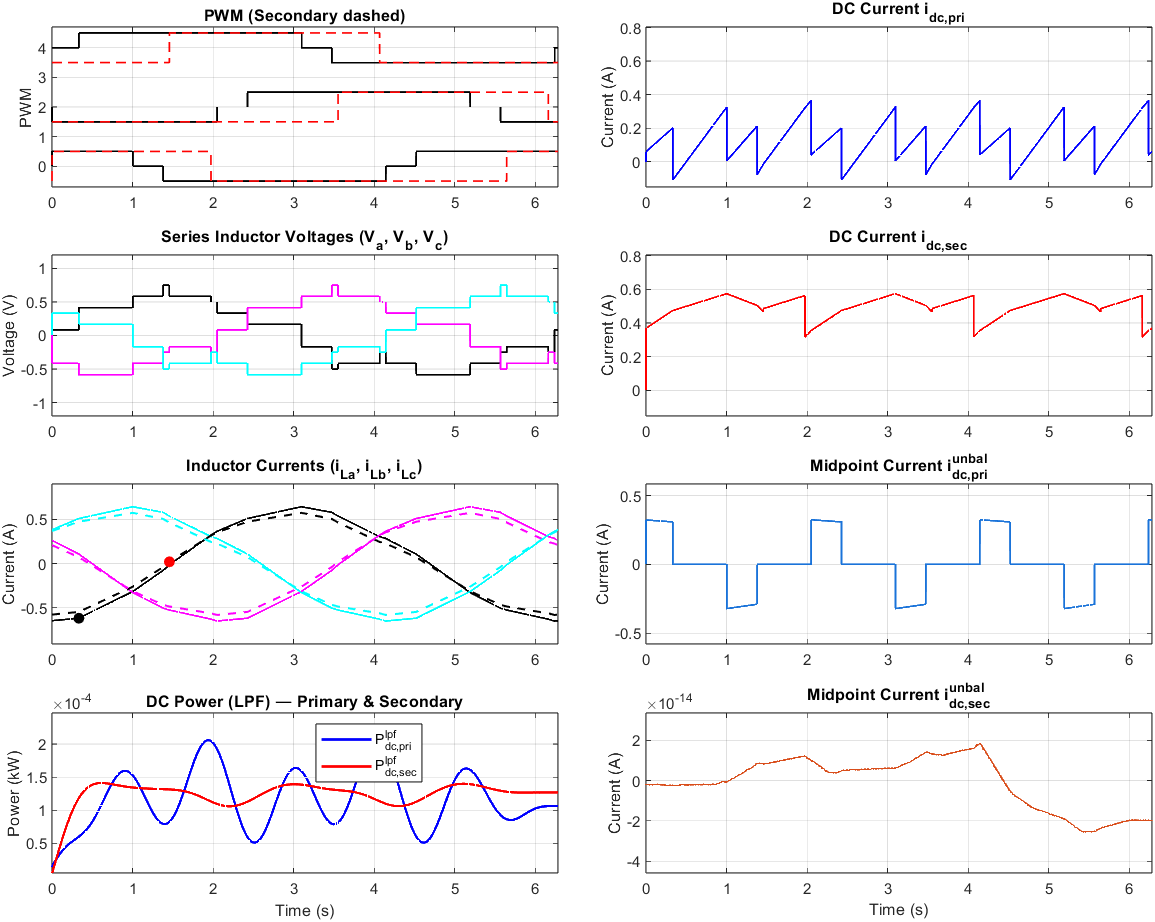 PWM (Secondary dashed)
PWM
4
3
2
1
0
0 1 2 3 4 5 6
DC Current i_dc,pri
Current (A)
0.8
0.6
0.4
0.2
0
0 1 2 3 4 5 6
Series Inductor Voltages (V_a, V_b, V_c)
Voltage (V)
1
0.5
0
-0.5
-1
0 1 2 3 4 5 6
DC Current i_dc,sec
Current (A)
0.8
0.6
0.4
0.2
0
0 1 2 3 4 5 6
Inductor Currents (i_La, i_Lb, i_Lc)
Current (A)
0.5
0
-0.5
0 1 2 3 4 5 6
Midpoint Current i^unbal_dc,pri
Current (A)
0.5
0
-0.5
0 1 2 3 4 5 6
DC Power (LPF) — Primary & Secondary
×10^-4
Power (kW)
2
1.5
1
0.5
P^lpf_dc,pri
P^lpf_dc,sec
0 1 2 3 4 5 6
Time (s)
Midpoint Current i^unbal_dc,sec
×10^-14
Current (A)
2
0
-2
-4
0 1 2 3 4 5 6
Time (s)